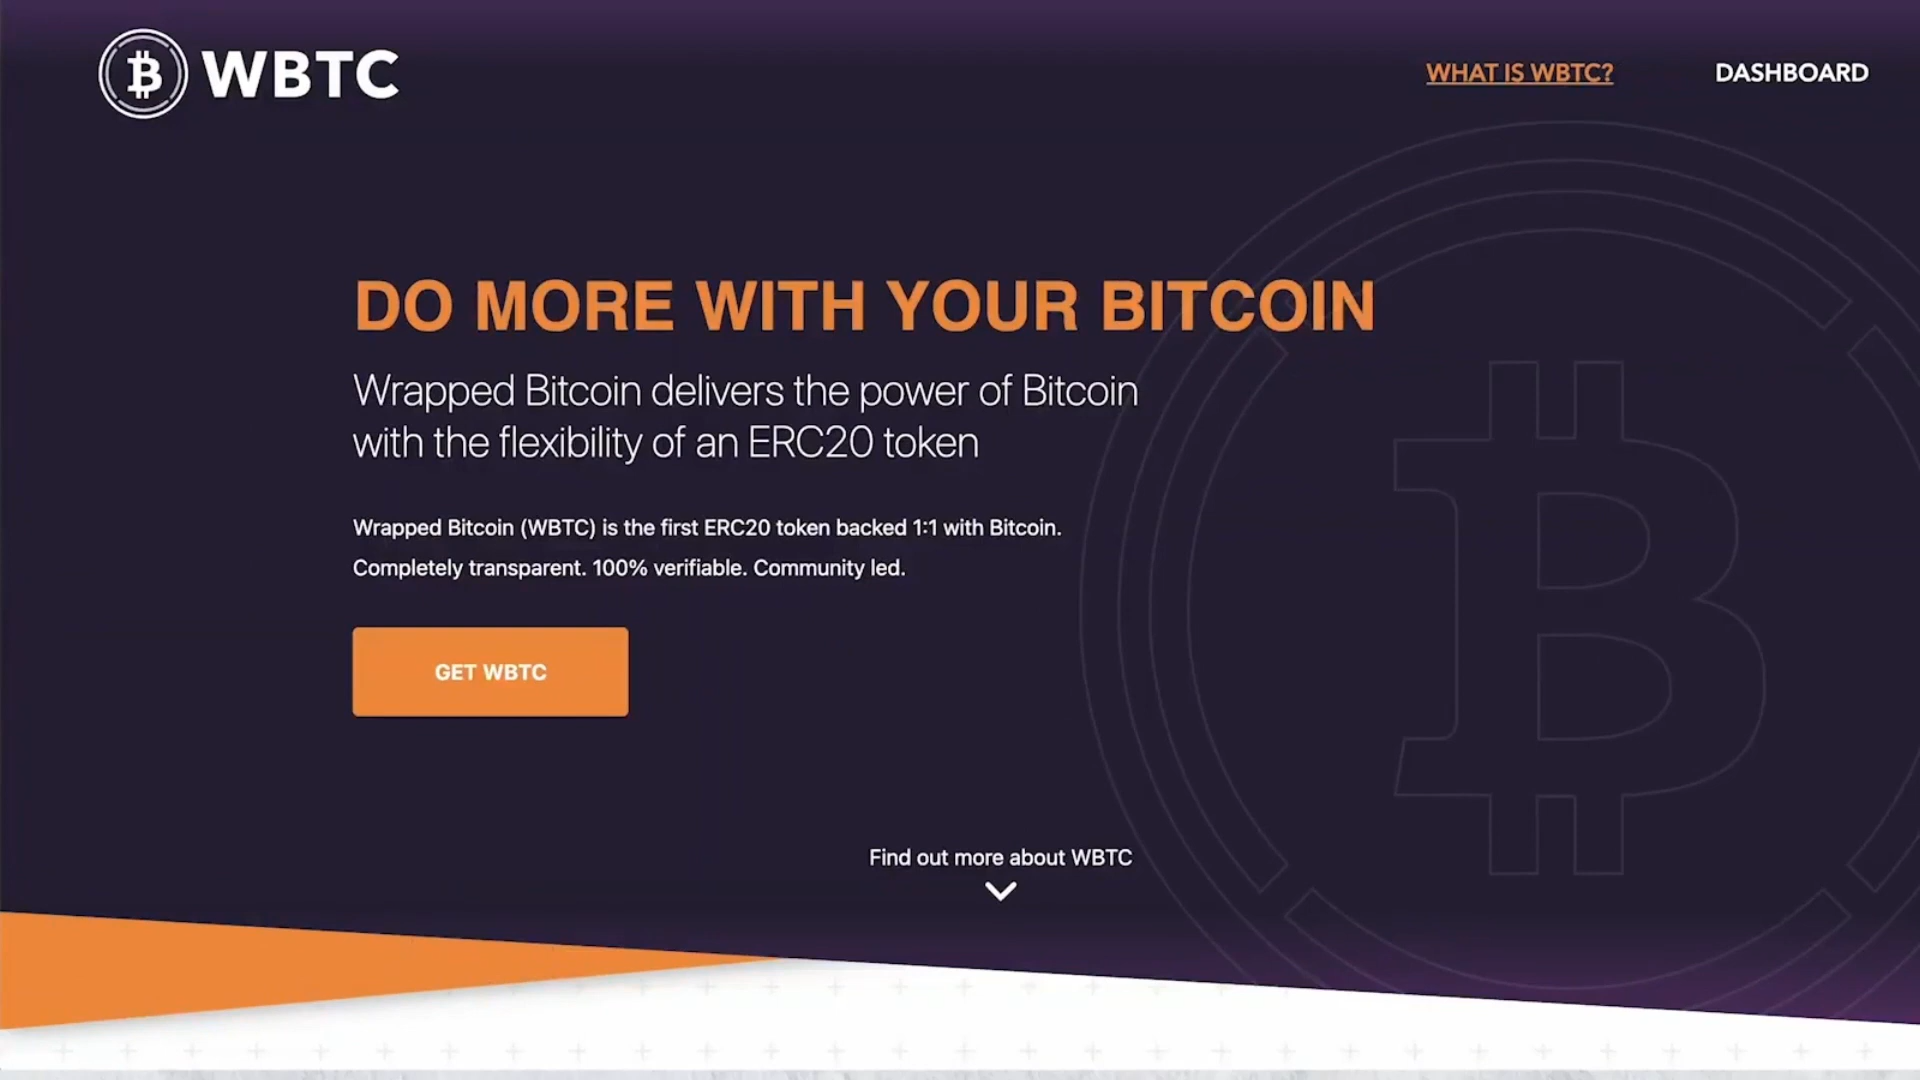 WBTC
WHAT IS WBTC?
DASHBOARD
DO MORE WITH YOUR BITCOIN
Wrapped Bitcoin delivers the power of Bitcoin
with the flexibility of an ERC20 token
Wrapped Bitcoin (WBTC) is the first ERC20 token backed 1:1 with Bitcoin.
Completely transparent. 100% verifiable. Community led.
GET WBTC
Find out more about WBTC